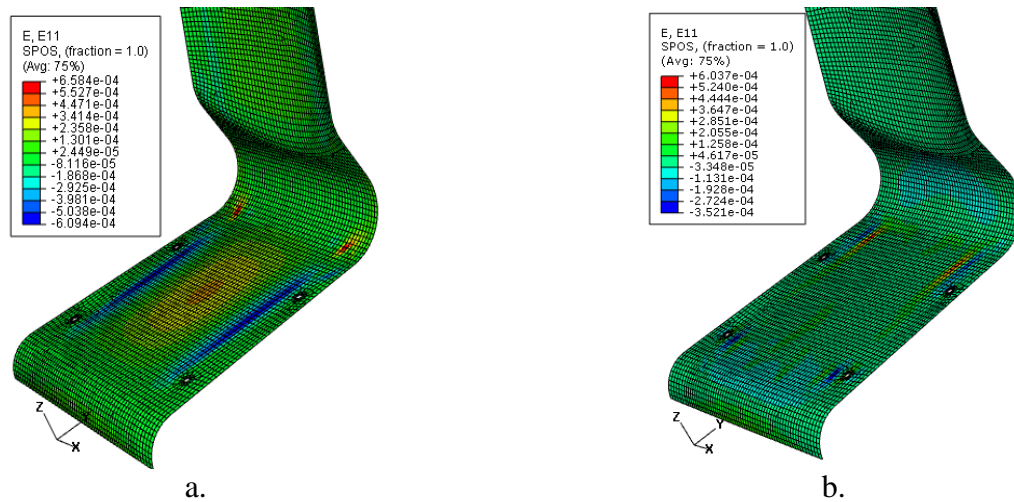 E, E11
SPOS, (fraction = 1.0)
(Avg: 75%)
+6.584e-04
+5.527e-04
+4.471e-04
+3.414e-04
+2.358e-04
+1.301e-04
+2.449e-05
-8.116e-05
-1.868e-04
-2.925e-04
-3.981e-04
-5.038e-04
-6.094e-04
Z
X
a.
E, E11
SPOS, (fraction = 1.0)
(Avg: 75%)
+6.037e-04
+5.240e-04
+4.444e-04
+3.647e-04
+2.851e-04
+2.055e-04
+1.258e-04
+4.617e-05
-3.348e-05
-1.131e-04
-1.928e-04
-2.724e-04
-3.521e-04
Z
Y
X
b.